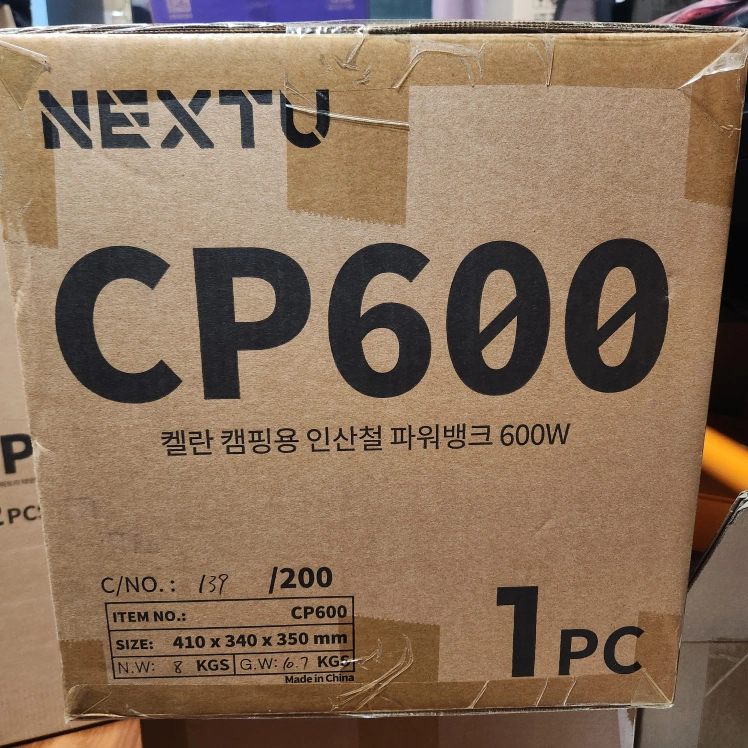 NEXTU
CP600
켈란 캠핑용 인산철 파워뱅크 600W
C/NO.: 139 /200
ITEM NO.: CP600
SIZE: 410 x 340 x 350 mm
N.W: 8 KGS G.W: 10.7 KGS
Made in China
1PC
P
PCS